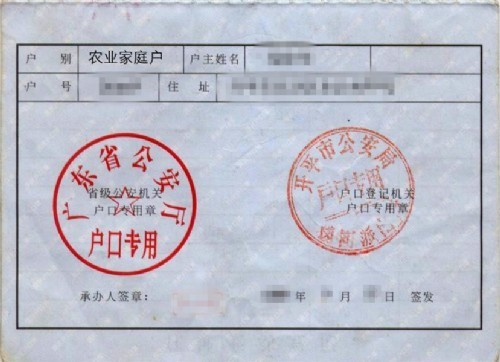 户 别 农业家庭户 户主姓名
户 号 住 址
广东省公安厅
户口专用
省级公安机关
户口专用章
开平市公安局
户口专用
户口登记机关
户口专用章
承办人签章： 年 月 日 签发